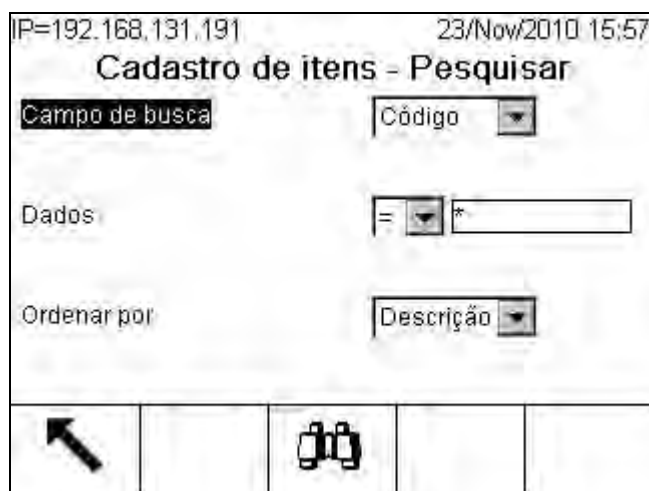 IP=192.168.131.191 23/Nov/2010 15:57
Cadastro de itens - Pesquisar
Campo de busca Código
Dados = *
Ordenar por Descrição